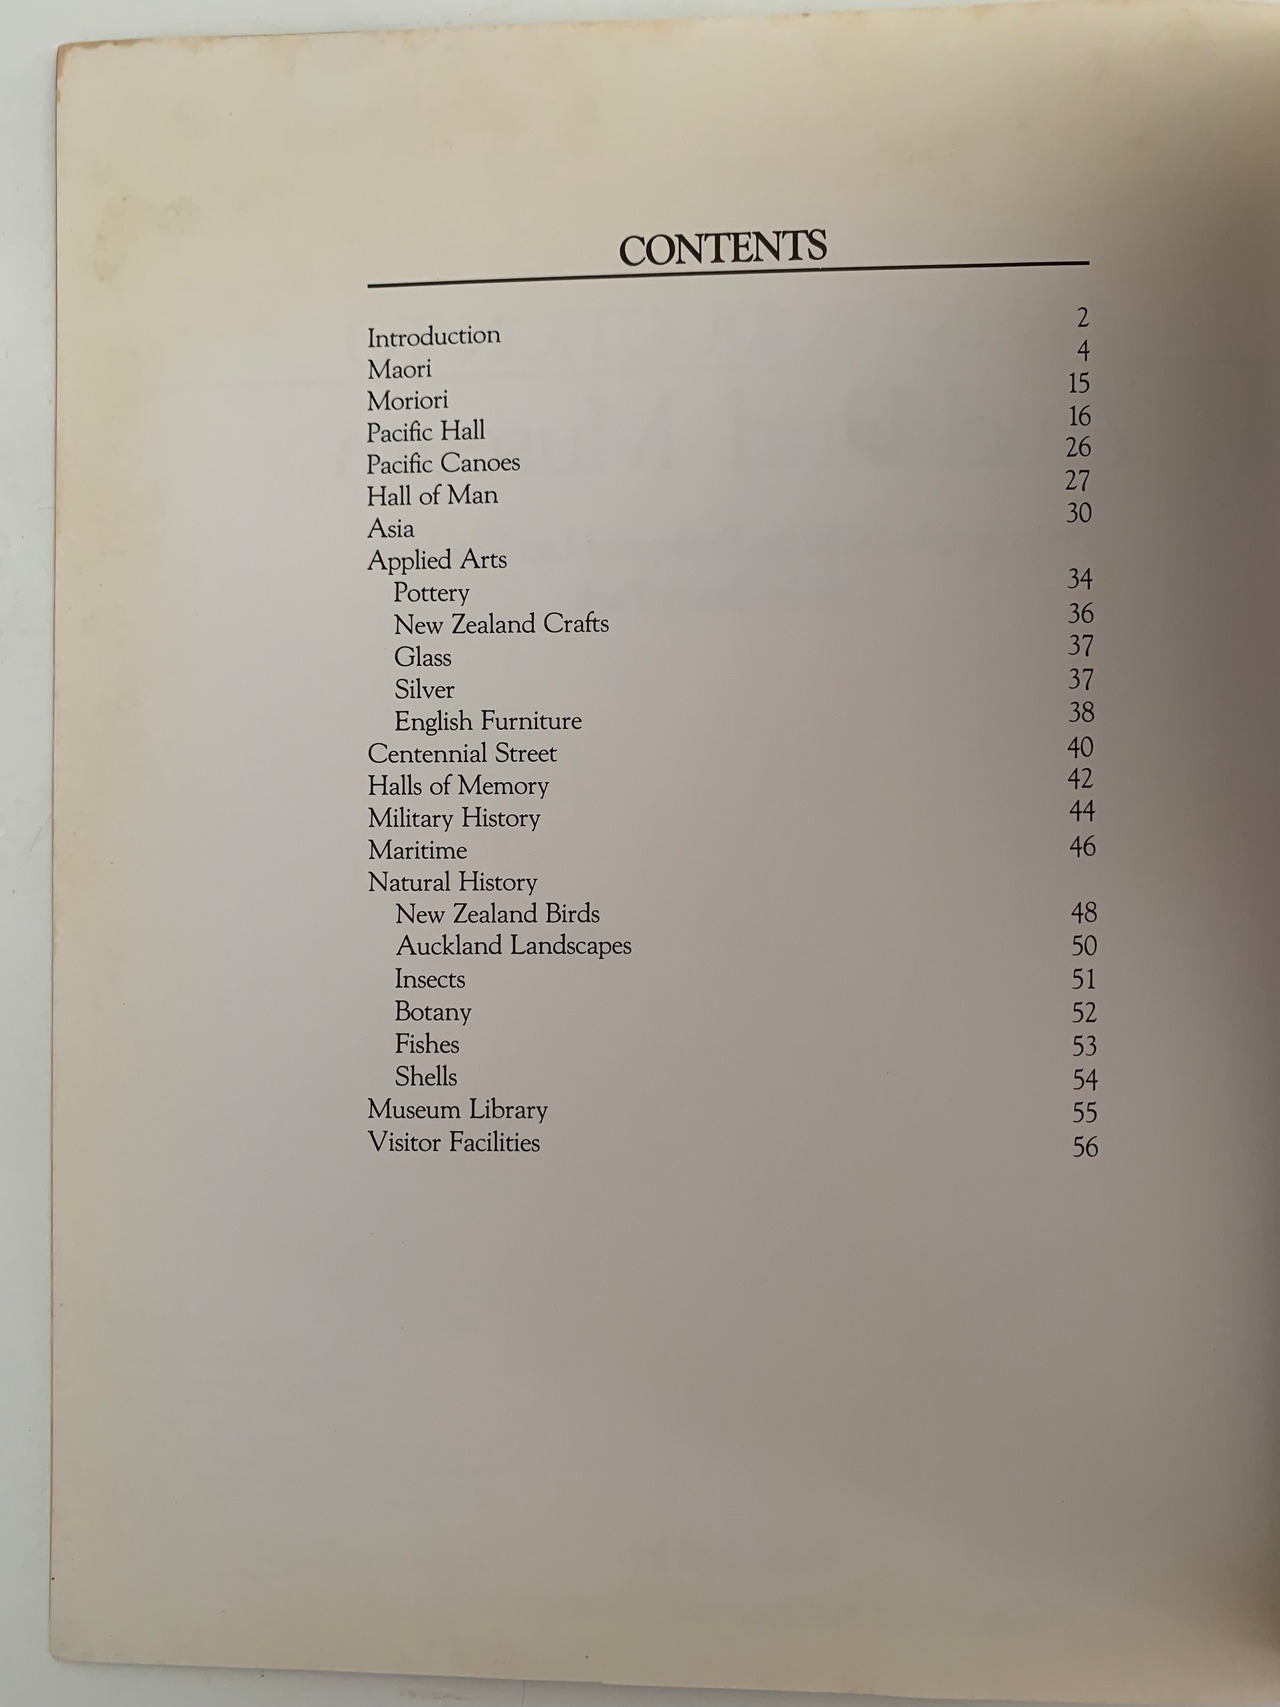 CONTENTS
Introduction 2
Maori 4
Moriori 15
Pacific Hall 16
Pacific Canoes 26
Hall of Man 27
Asia 30
Applied Arts
Pottery 34
New Zealand Crafts 36
Glass 37
Silver 37
English Furniture 38
Centennial Street 40
Halls of Memory 42
Military History 44
Maritime 46
Natural History
New Zealand Birds 48
Auckland Landscapes 50
Insects 51
Botany 52
Fishes 53
Shells 54
Museum Library 55
Visitor Facilities 56